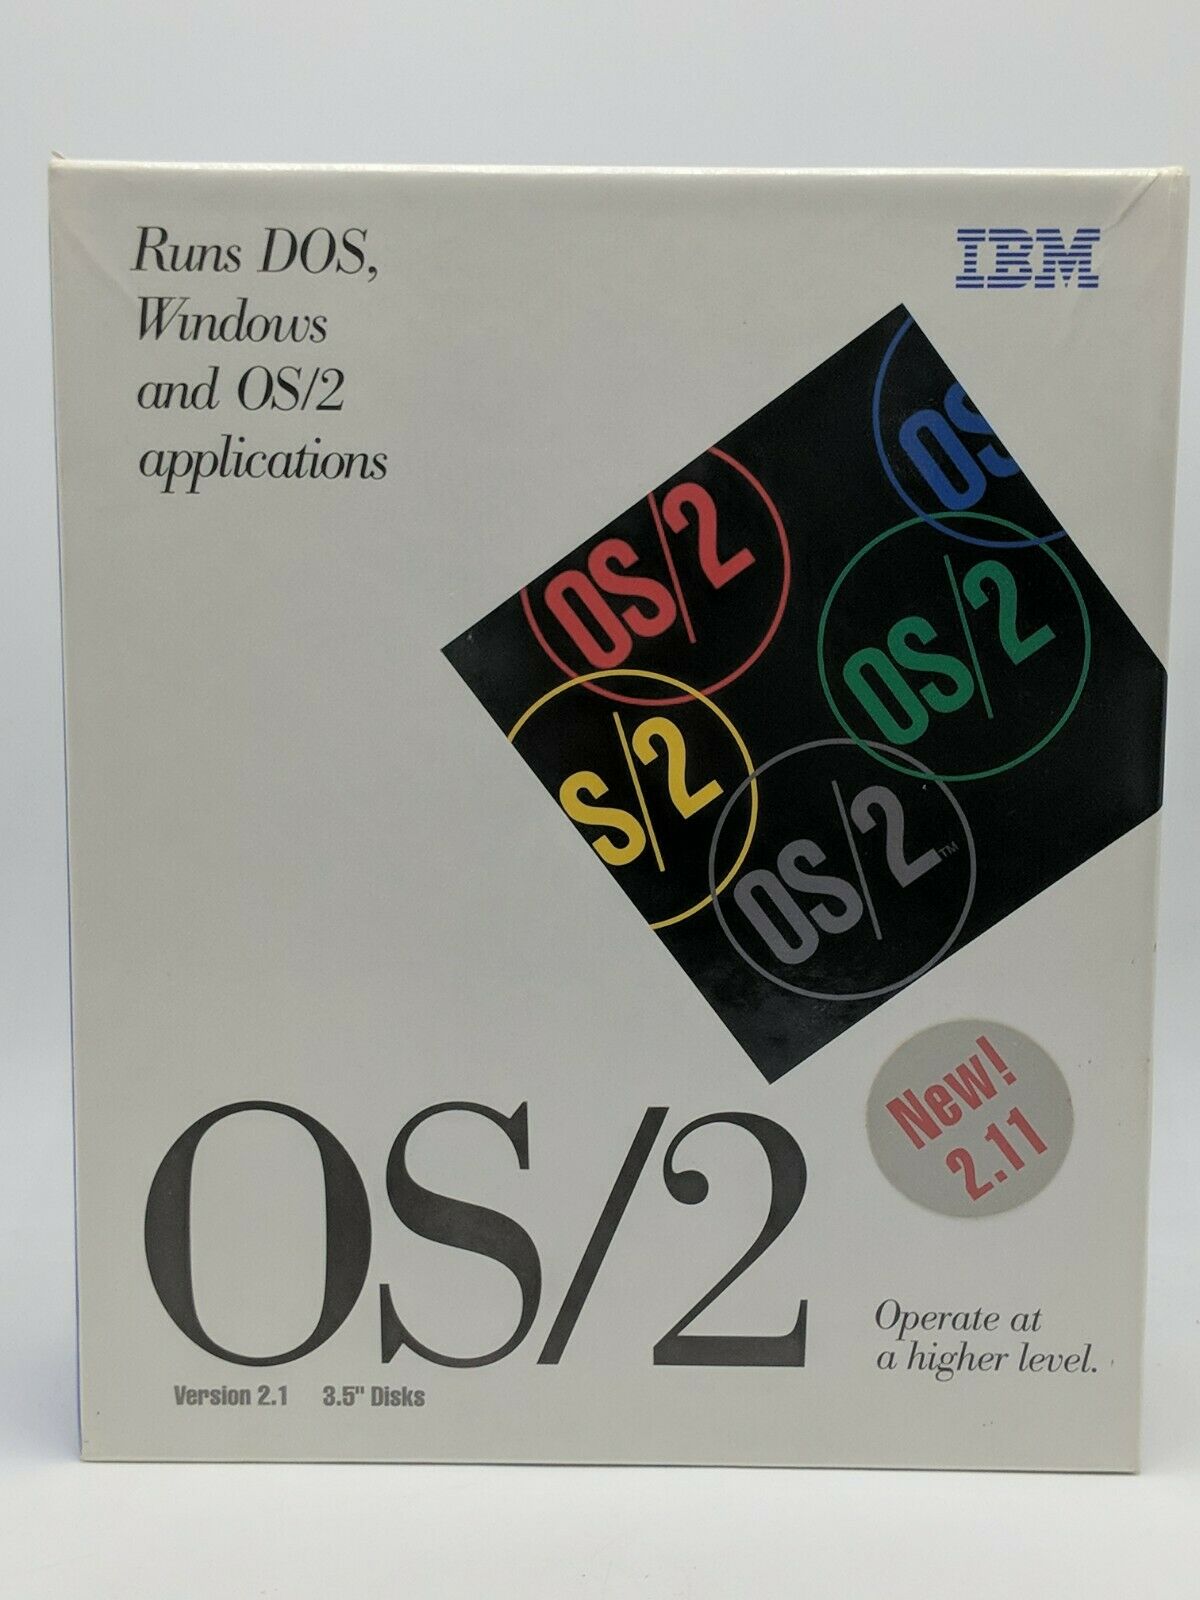 Runs DOS,
Windows
and OS/2
applications
IBM
OS
OS/2
OS/2
S/2
OS/2™
New!
2.11
OS/2
Operate at
a higher level.
Version 2.1 3.5" Disks